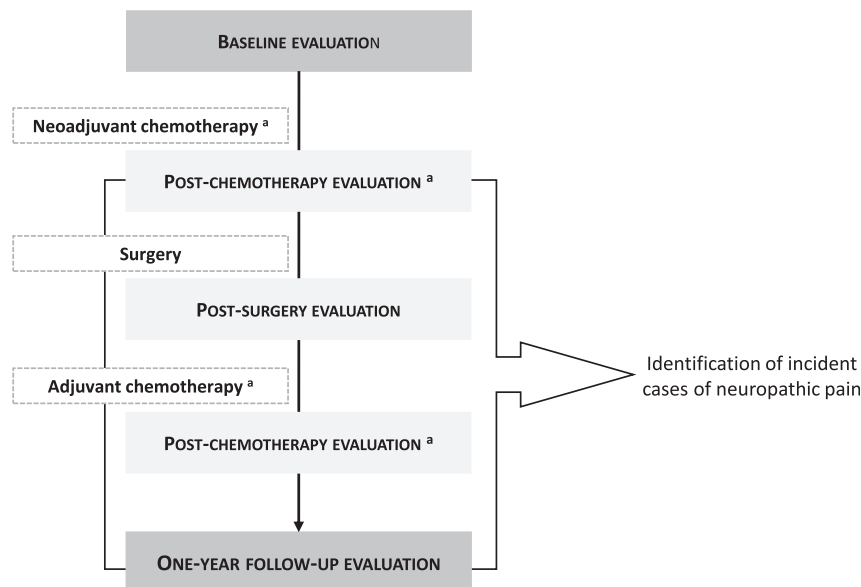 BASELINE EVALUATION
Neoadjuvant chemotherapy a
POST-CHEMOTHERAPY EVALUATION a
Surgery
POST-SURGERY EVALUATION
Identification of incident
cases of neuropathic pain
Adjuvant chemotherapy a
POST-CHEMOTHERAPY EVALUATION a
ONE-YEAR FOLLOW-UP EVALUATION